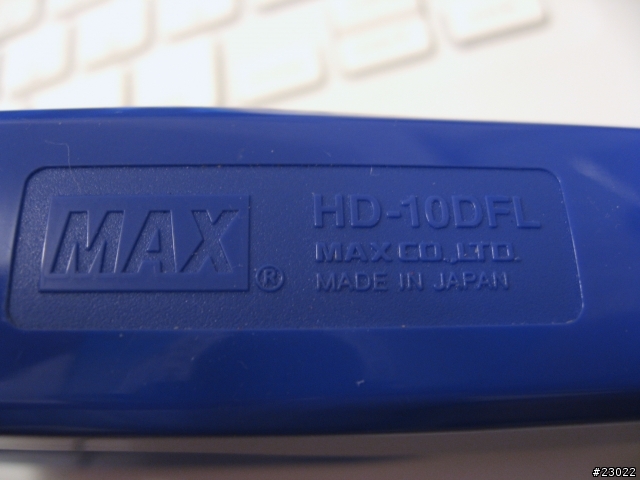 MAX®
HD-10DFL
MAX CO.,LTD.
MADE IN JAPAN
#23022